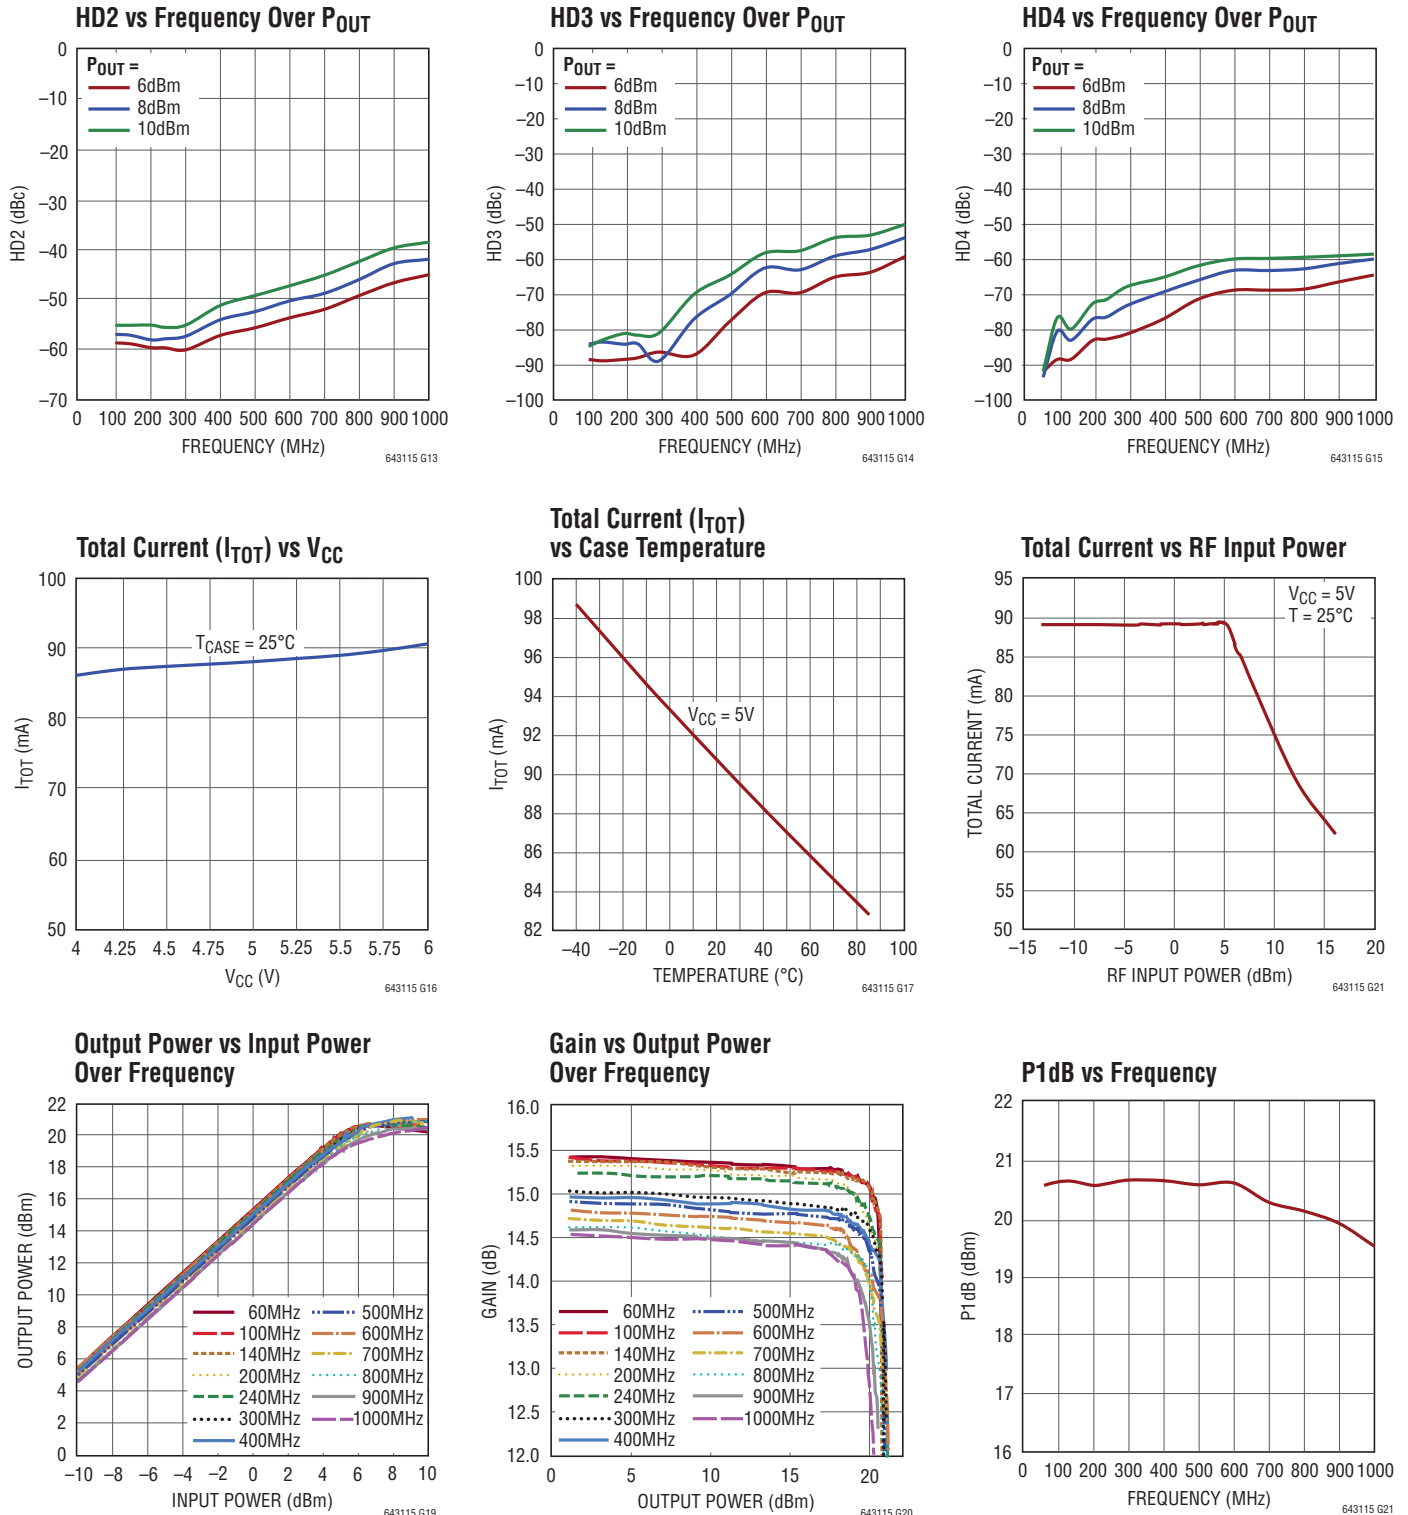 HD2 vs Frequency Over POUT
0
–10
–20
–30
–40
–50
–60
–70
HD2 (dBc)
POUT =
6dBm
8dBm
10dBm
0 100 200 300 400 500 600 700 800 900 1000
FREQUENCY (MHz)
643115 G13
HD3 vs Frequency Over POUT
0
–10
–20
–30
–40
–50
–60
–70
–80
–90
–100
HD3 (dBc)
POUT =
6dBm
8dBm
10dBm
0 100 200 300 400 500 600 700 800 900 1000
FREQUENCY (MHz)
643115 G14
HD4 vs Frequency Over POUT
0
–10
–20
–30
–40
–50
–60
–70
–80
–90
–100
HD4 (dBc)
POUT =
6dBm
8dBm
10dBm
0 100 200 300 400 500 600 700 800 900 1000
FREQUENCY (MHz)
643115 G15
Total Current (ITOT) vs VCC
100
90
80
70
60
50
ITOT (mA)
TCASE = 25°C
4 4.25 4.5 4.75 5 5.25 5.5 5.75 6
VCC (V)
643115 G16
Total Current (ITOT)
vs Case Temperature
100
98
96
94
92
90
88
86
84
82
ITOT (mA)
VCC = 5V
–40 –20 0 20 40 60 80 100
TEMPERATURE (°C)
643115 G17
Total Current vs RF Input Power
95
90
85
80
75
70
65
60
55
50
TOTAL CURRENT (mA)
VCC = 5V
T = 25°C
–15 –10 –5 0 5 10 15 20
RF INPUT POWER (dBm)
643115 G21
Output Power vs Input Power
Over Frequency
22
20
18
16
14
12
10
8
6
4
2
0
OUTPUT POWER (dBm)
60MHz
100MHz
140MHz
200MHz
240MHz
300MHz
400MHz
500MHz
600MHz
700MHz
800MHz
900MHz
1000MHz
–10 –8 –6 –4 –2 0 2 4 6 8 10
INPUT POWER (dBm)
643115 G19
Gain vs Output Power
Over Frequency
16.0
15.5
15.0
14.5
14.0
13.5
13.0
12.5
12.0
GAIN (dB)
60MHz
100MHz
140MHz
200MHz
240MHz
300MHz
400MHz
500MHz
600MHz
700MHz
800MHz
900MHz
1000MHz
0 5 10 15 20
OUTPUT POWER (dBm)
643115 G20
P1dB vs Frequency
22
21
20
19
18
17
16
P1dB (dBm)
0 100 200 300 400 500 600 700 800 900 1000
FREQUENCY (MHz)
643115 G21